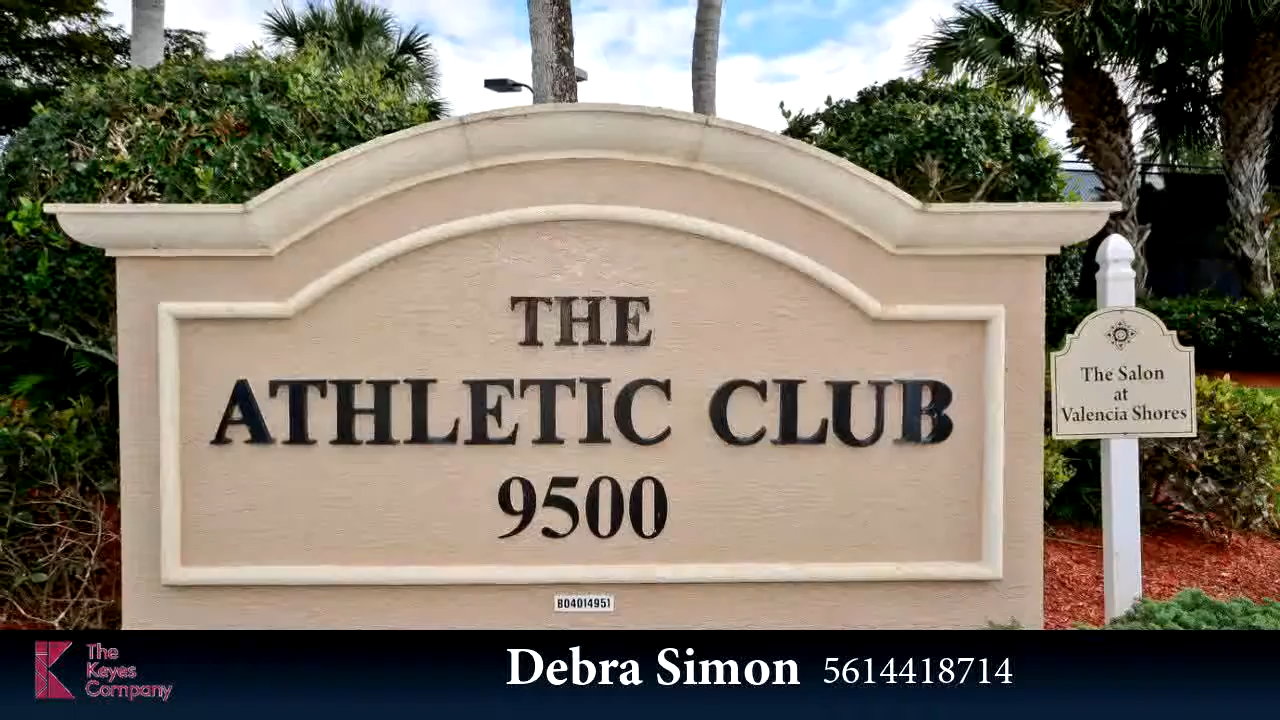 THE
ATHLETIC CLUB
9500
B04014951
The Salon
at
Valencia Shores
The
Keyes
Company
Debra Simon 5614418714